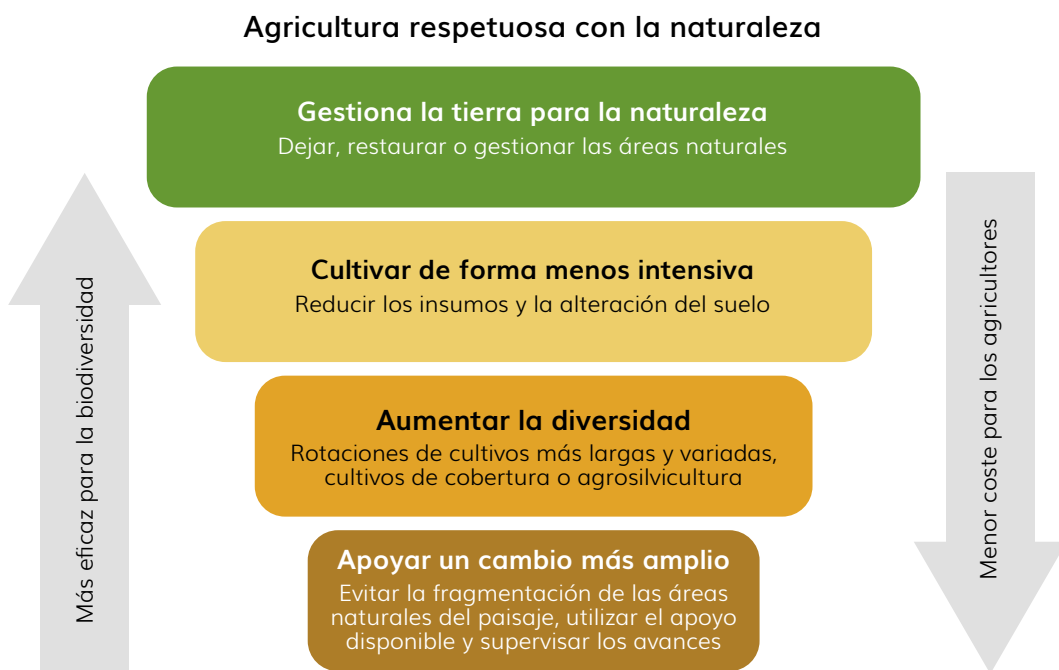 Agricultura respetuosa con la naturaleza
Gestiona la tierra para la naturaleza
Dejar, restaurar o gestionar las áreas naturales
Cultivar de forma menos intensiva
Reducir los insumos y la alteración del suelo
Aumentar la diversidad
Rotaciones de cultivos más largas y variadas,
cultivos de cobertura o agrosilvicultura
Apoyar un cambio más amplio
Evitar la fragmentación de las áreas
naturales del paisaje, utilizar el apoyo
disponible y supervisar los avances
Más eficaz para la biodiversidad
Menor coste para los agricultores